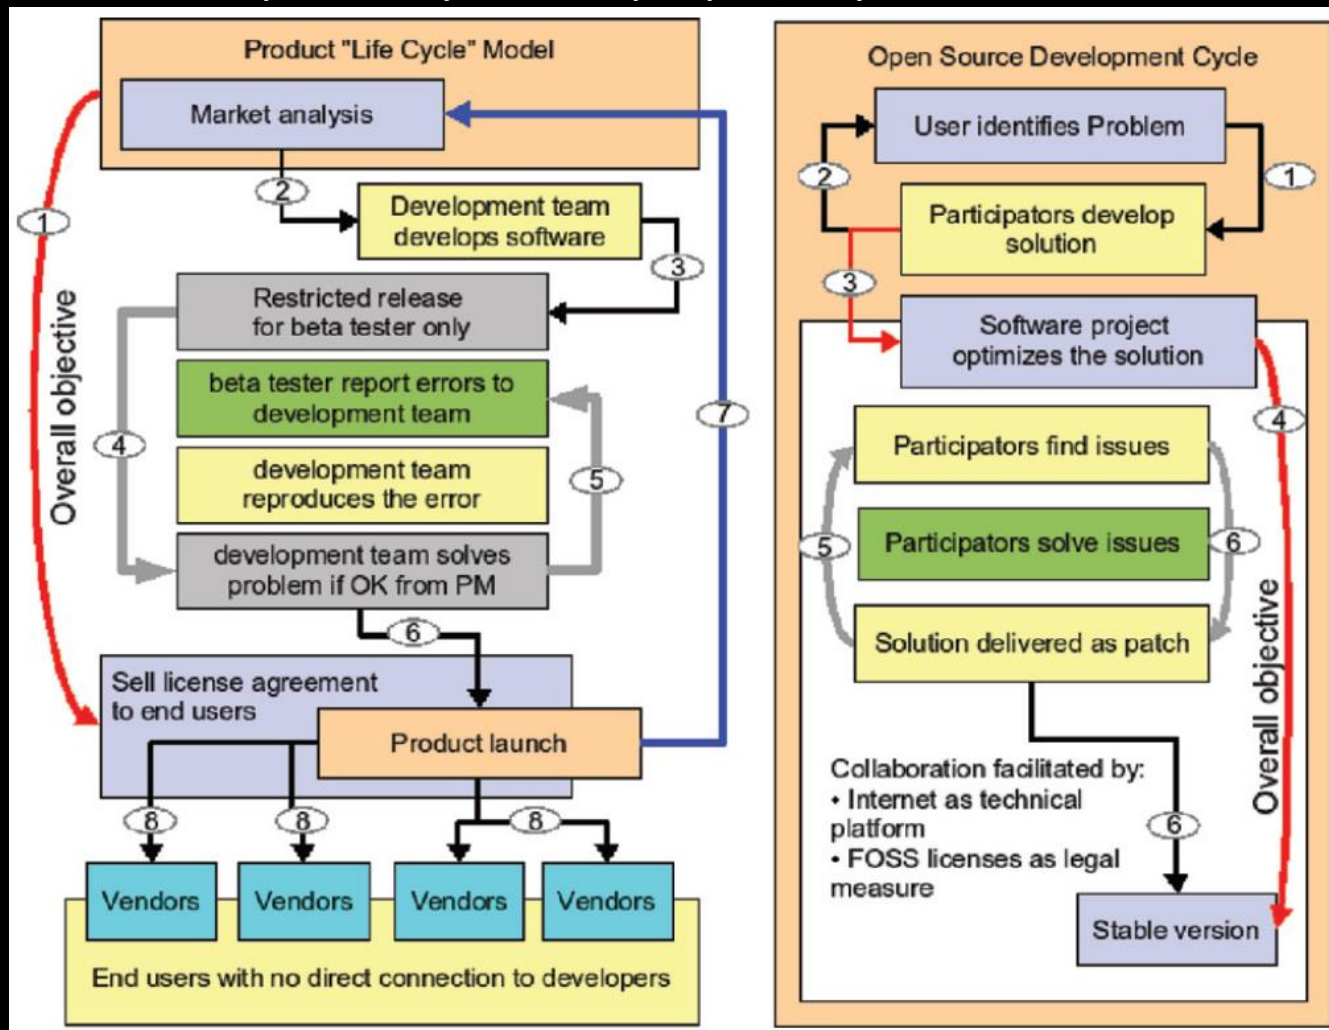 Product "Life Cycle" Model
Market analysis
2
1
Development team
develops software
3
Restricted release
for beta tester only
beta tester report errors to
development team
4
7
5
development team
reproduces the error
development team solves
problem if OK from PM
Overall objective
6
Sell license agreement
to end users
Product launch
8
8
8
Vendors
Vendors
Vendors
Vendors
End users with no direct connection to developers
Open Source Development Cycle
User identifies Problem
2
1
Participators develop
solution
3
Software project
optimizes the solution
4
Participators find issues
5
6
Participators solve issues
Solution delivered as patch
Overall objective
Collaboration facilitated by:
• Internet as technical
platform
• FOSS licenses as legal
measure
6
Stable version